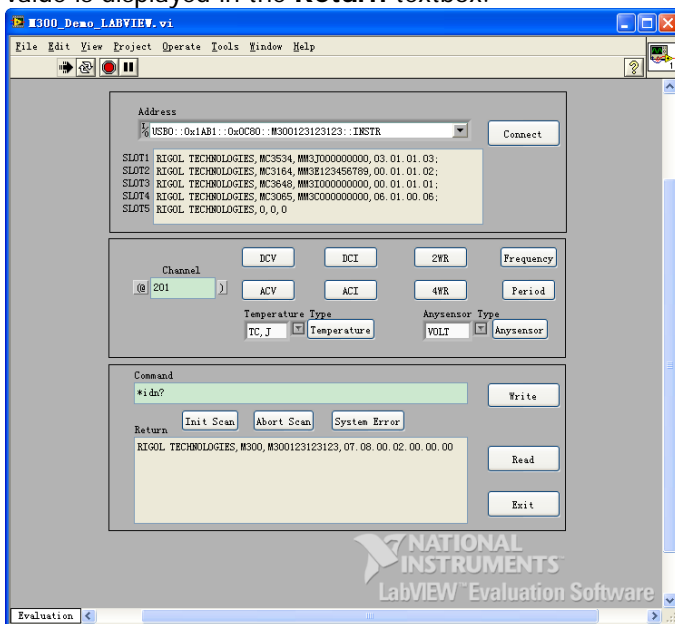 value is displayed in the Return textbox.
M300_Demo_LABVIEW.vi
File Edit View Project Operate Tools Window Help
?
1
Address
I/O USB0::0x1AB1::0x0C80::M300123123123::INSTR
Connect
SLOT1 RIGOL TECHNOLOGIES,MC3534,MM3J000000000,03.01.01.03;
SLOT2 RIGOL TECHNOLOGIES,MC3164,MM3E123456789,00.01.01.02;
SLOT3 RIGOL TECHNOLOGIES,MC3648,MM3I000000000,00.01.01.01;
SLOT4 RIGOL TECHNOLOGIES,MC3065,MM3C000000000,06.01.00.06;
SLOT5 RIGOL TECHNOLOGIES,0,0,0
DCV DCI 2WR Frequency
Channel
(@ 201 ) ACV ACI 4WR Period
Temperature Type Anysensor Type
TC,J Temperature VOLT Anysensor
Command
*idn?
Write
Init Scan Abort Scan System Error
Return
RIGOL TECHNOLOGIES,M300,M300123123123,07.08.00.02.00.00.00
Read
Exit
NATIONAL
INSTRUMENTS
LabVIEW™ Evaluation Software
Evaluation